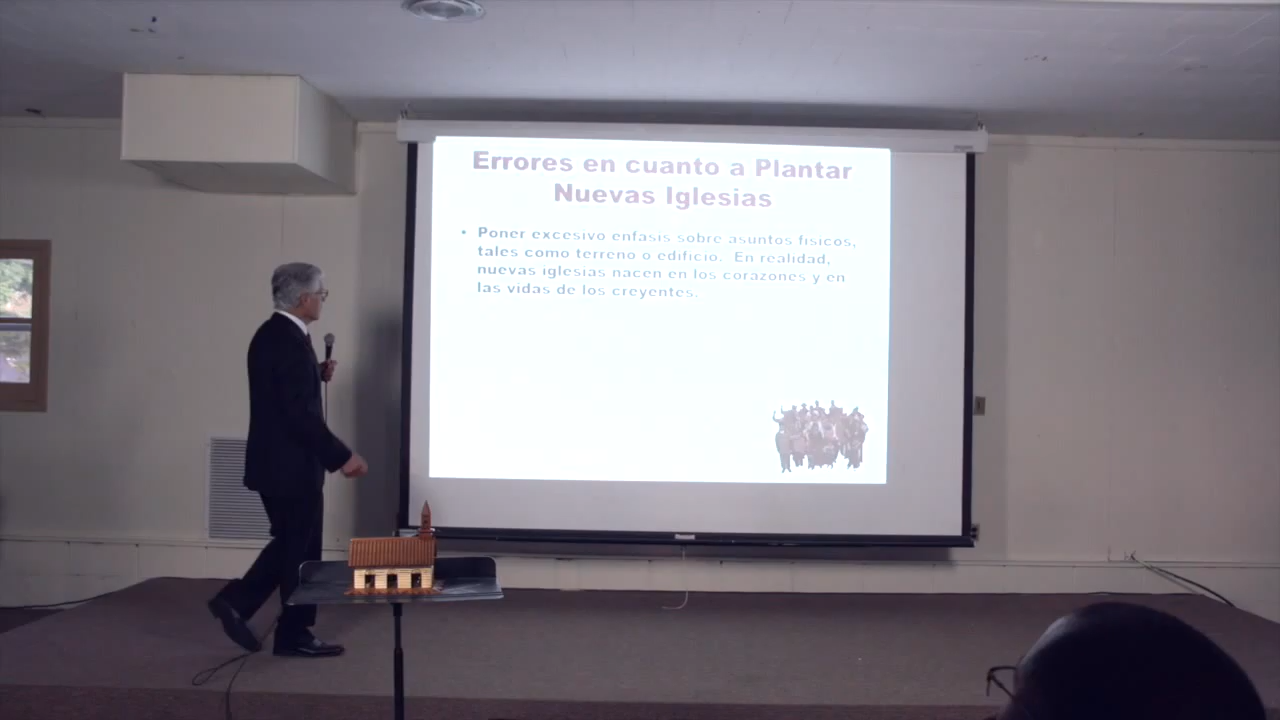 Errores en cuanto a Plantar
Nuevas Iglesias
• Poner excesivo enfasis sobre asuntos fisicos,
tales como terreno o edificio. En realidad,
nuevas iglesias nacen en los corazones y en
las vidas de los creyentes.